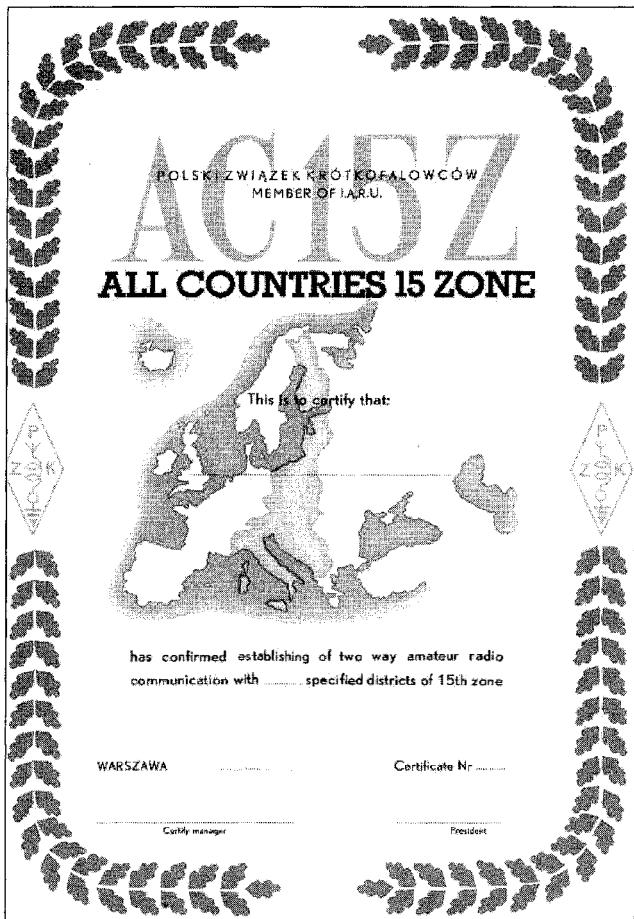 AC15Z
POLSKI ZWIĄZEK KRÓTKOFALOWCÓW
MEMBER OF I.A.R.U.
ALL COUNTRIES 15 ZONE
This is to certify that:
P
Z K
P
Z K
has confirmed establishing of two way amateur radio
communication with .......... specified districts of 15th zone
WARSZAWA .......... Certificate Nr ..........
Certify manager President